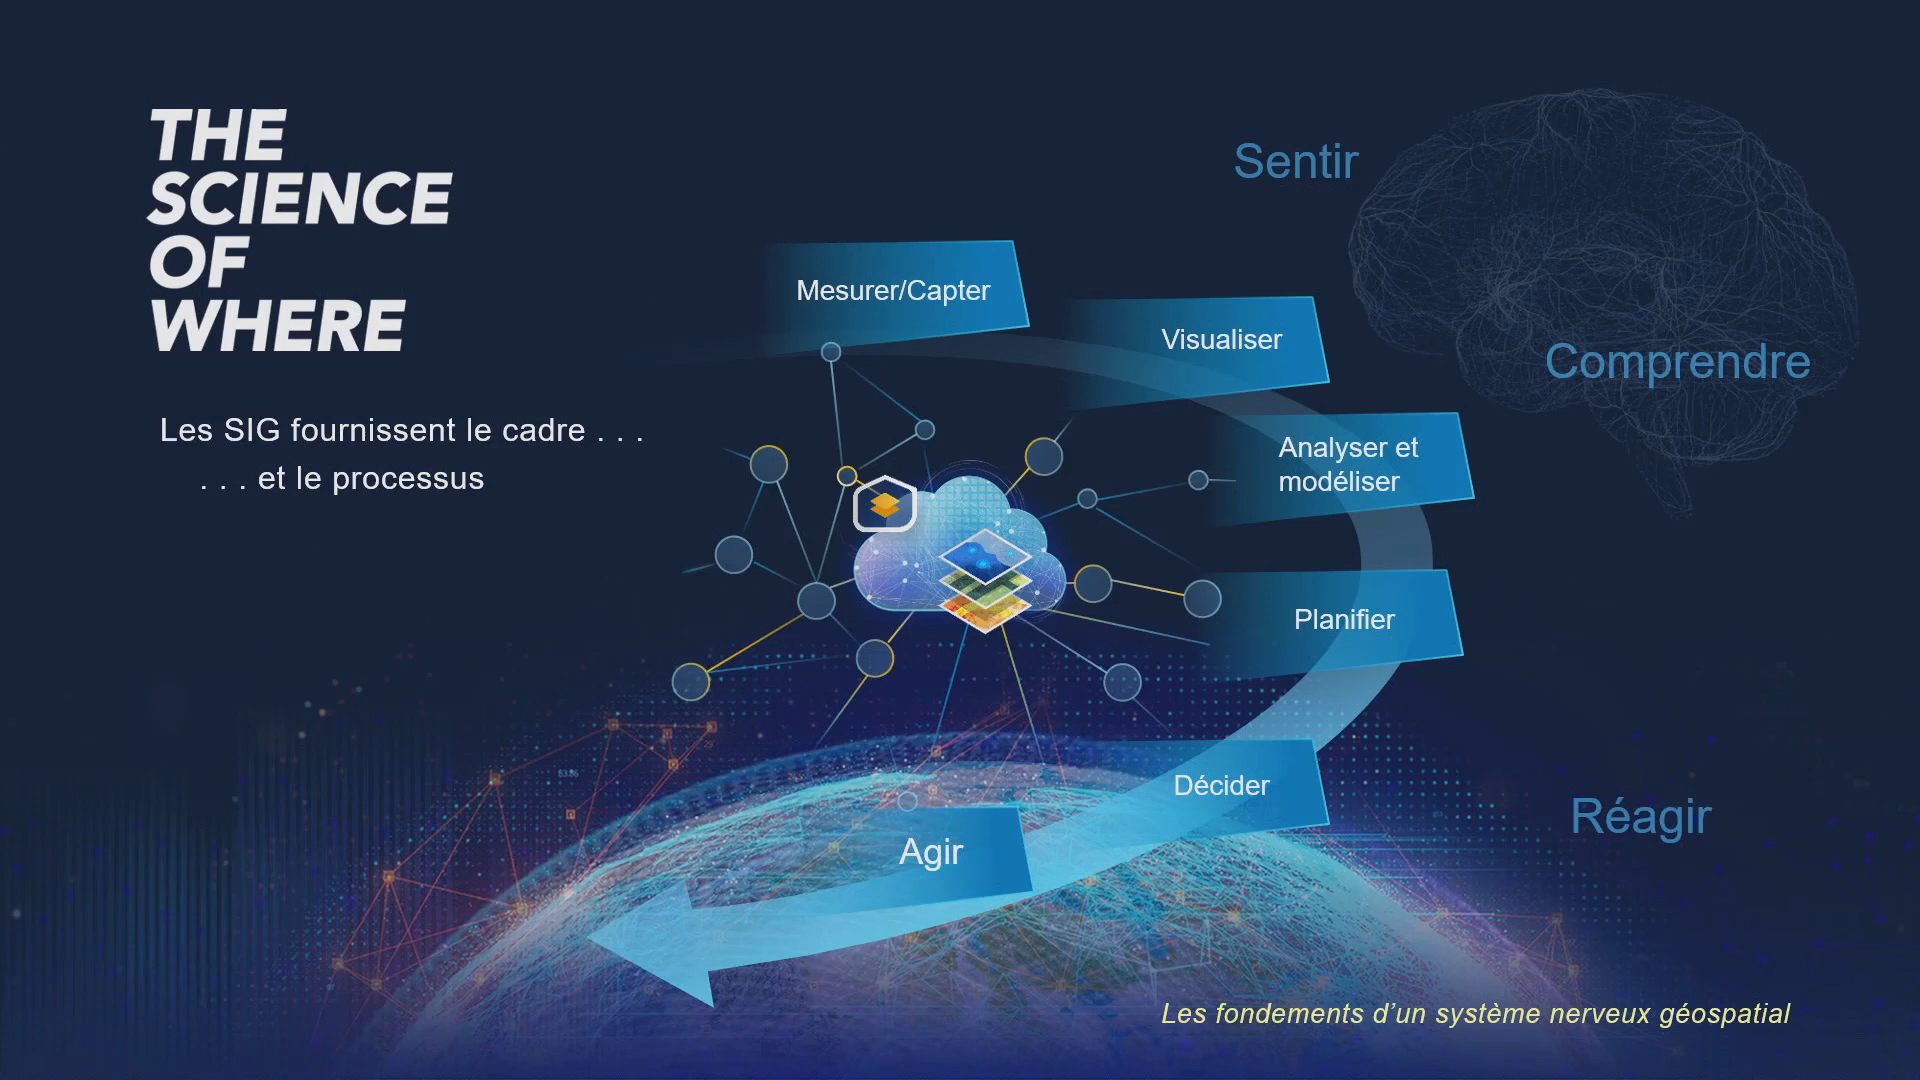 THE
SCIENCE
OF
WHERE
Les SIG fournissent le cadre . . .
. . . et le processus
Sentir
Comprendre
Réagir
Mesurer/Capter
Visualiser
Analyser et
modéliser
Planifier
Décider
Agir
Les fondements d’un système nerveux géospatial